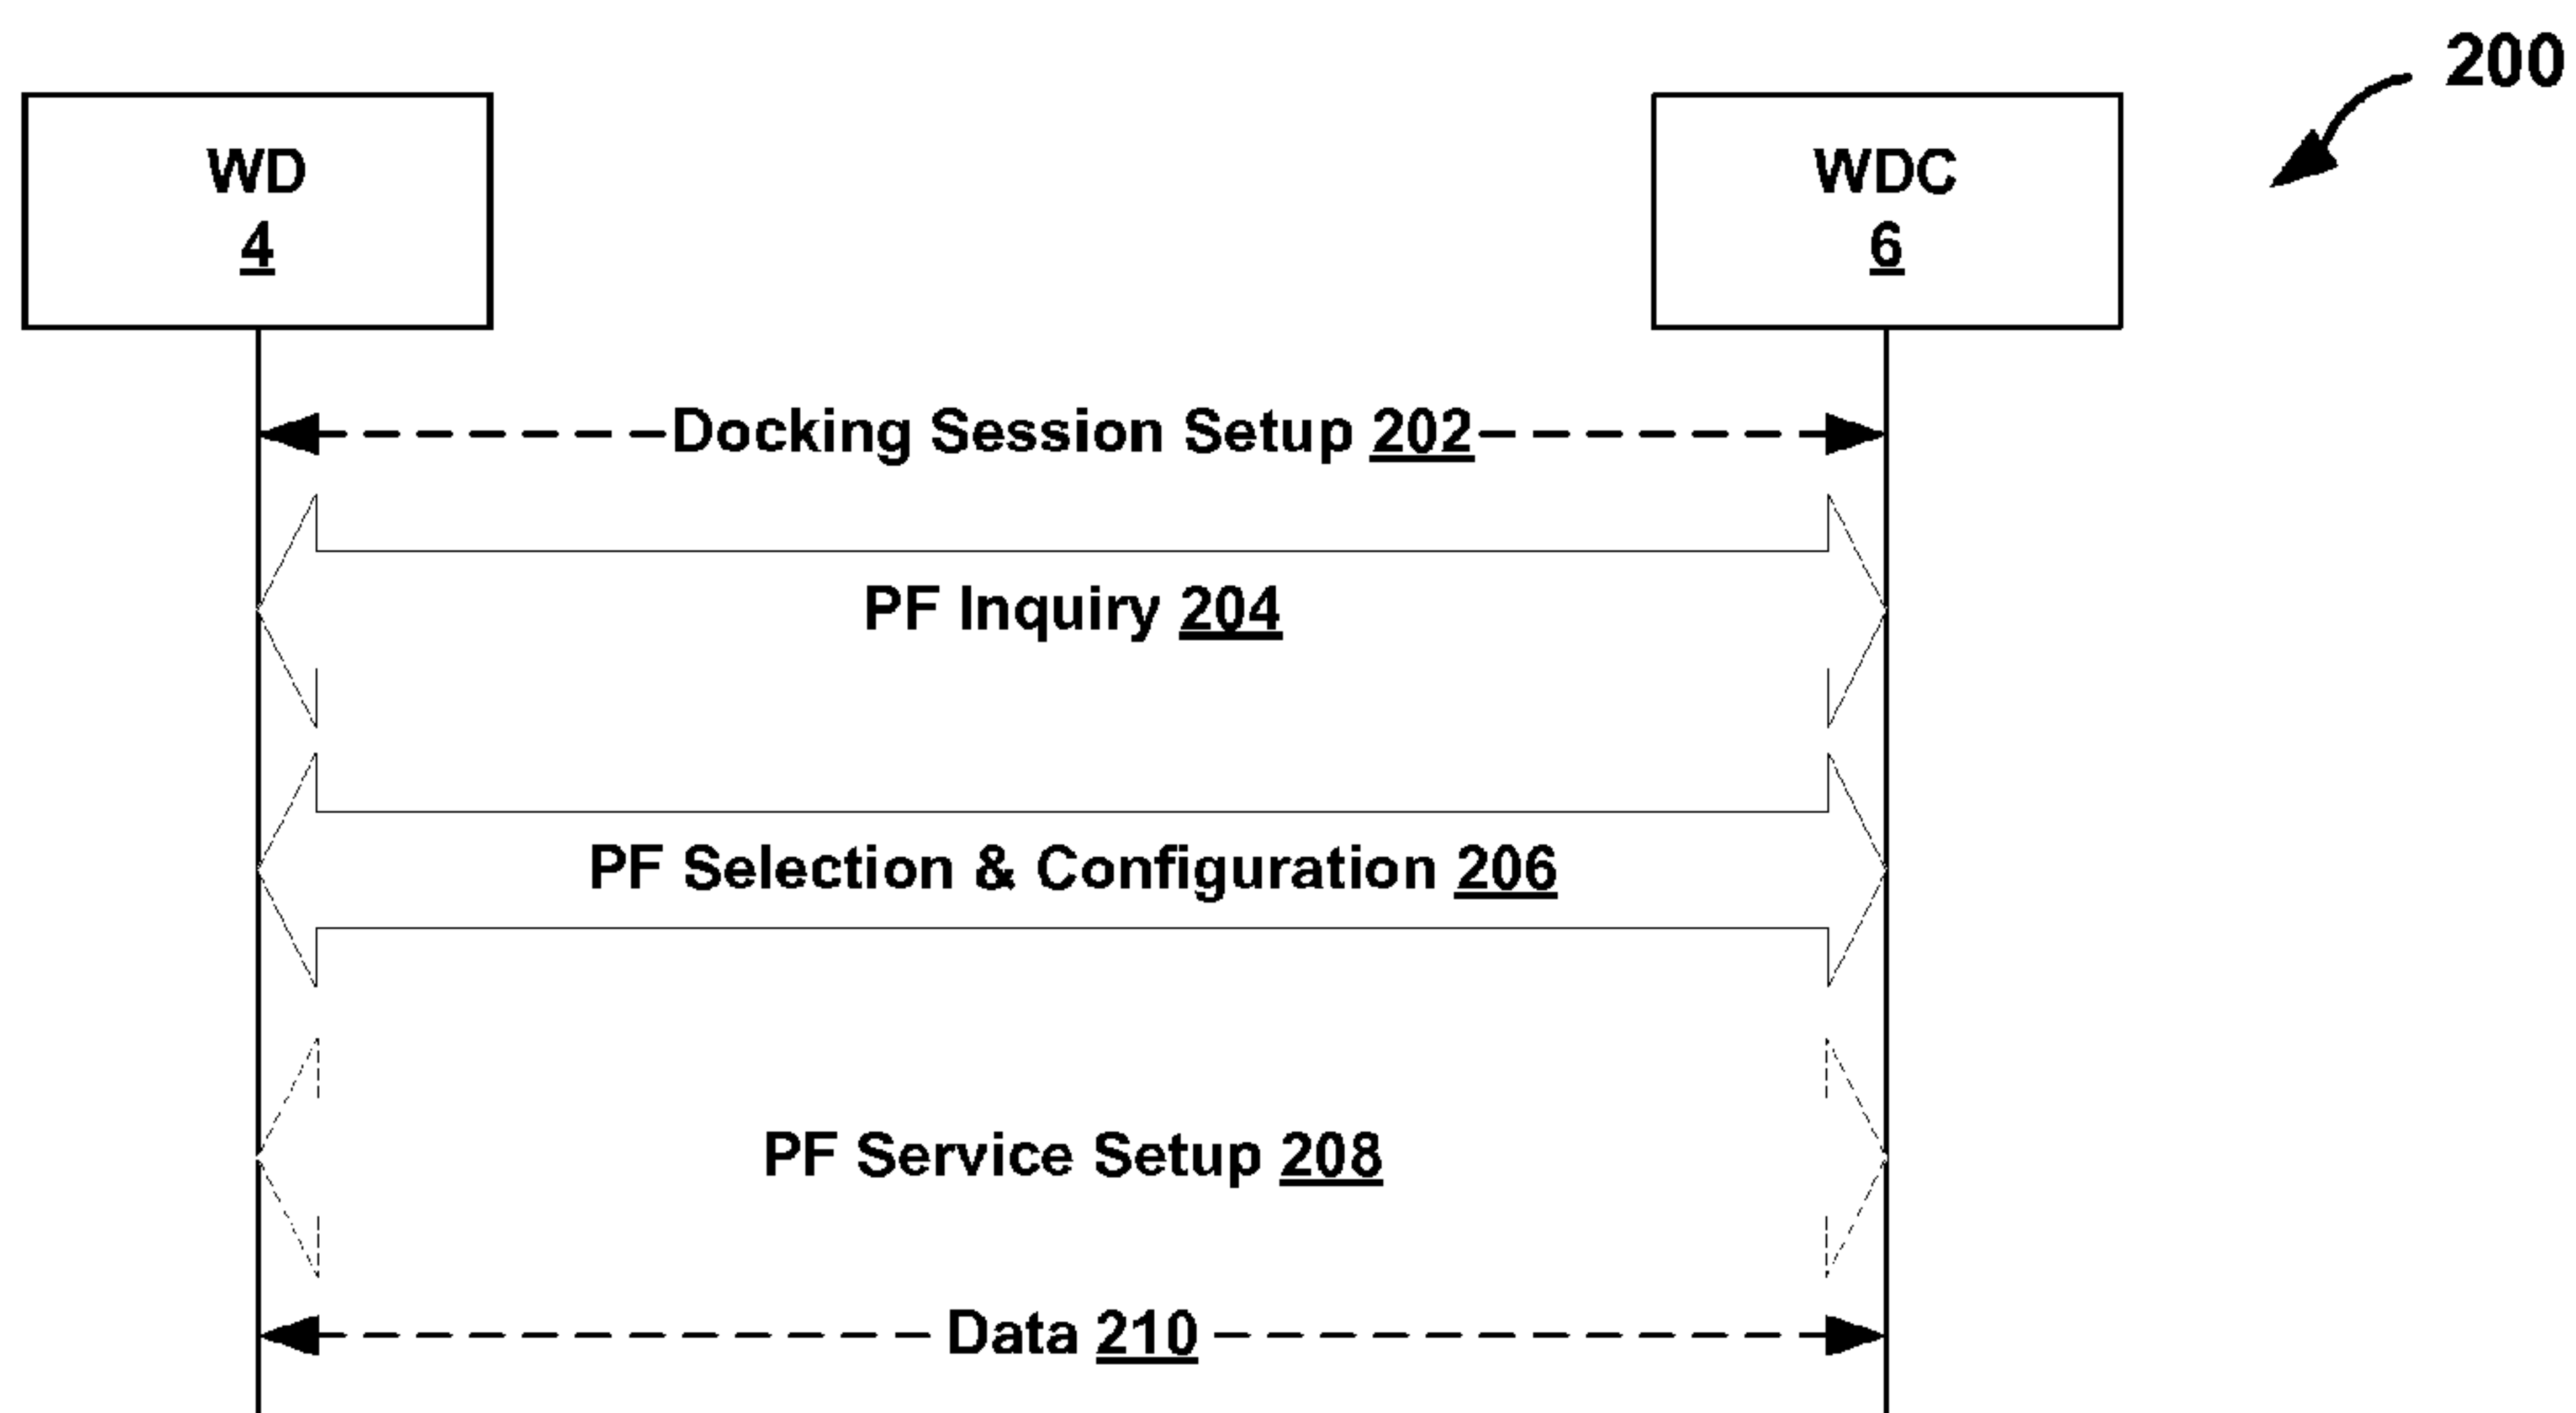 200
WD
4
WDC
6
Docking Session Setup 202
PF Inquiry 204
PF Selection & Configuration 206
PF Service Setup 208
Data 210